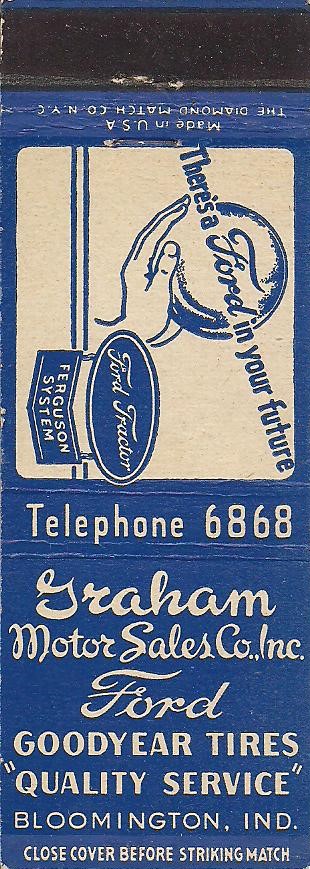 Made in U.S.A
THE DIAMOND MATCH CO. N.Y.C
There's a Ford in your future
Ford Tractor
FERGUSON
SYSTEM
Telephone 6868
Graham
Motor Sales Co., Inc.
Ford
GOODYEAR TIRES
"QUALITY SERVICE"
BLOOMINGTON, IND.
CLOSE COVER BEFORE STRIKING MATCH